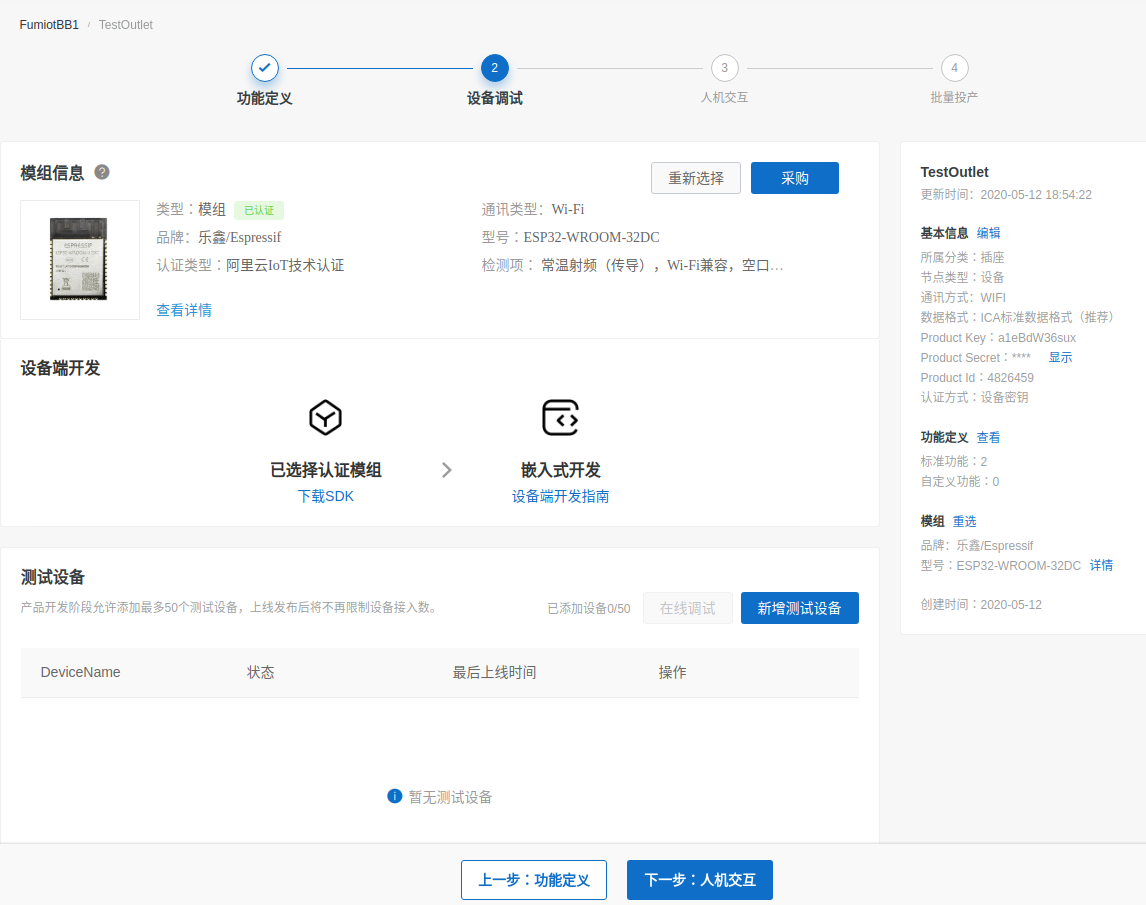 FumiotBB1 / TestOutlet
2 3 4
功能定义 设备调试 人机交互 批量投产
模组信息 ?
重新选择 采购
类型：模组 已认证
通讯类型：Wi-Fi
品牌：乐鑫/Espressif
型号：ESP32-WROOM-32DC
认证类型：阿里云IoT技术认证
检测项： 常温射频（传导），Wi-Fi兼容，空口…
查看详情
ESPRESSIF
设备端开发
已选择认证模组
下载SDK
嵌入式开发
设备端开发指南
测试设备
产品开发阶段允许添加最多50个测试设备，上线发布后将不再限制设备接入数。
已添加设备0/50 在线调试 新增测试设备
DeviceName 状态 最后上线时间 操作
暂无测试设备
上一步：功能定义 下一步：人机交互
TestOutlet
更新时间：2020-05-12 18:54:22
基本信息 编辑
所属分类：插座
节点类型：设备
通讯方式：WIFI
数据格式：ICA标准数据格式（推荐）
Product Key：a1eBdW36sux
Product Secret：**** 显示
Product Id：4826459
认证方式：设备密钥
功能定义 查看
标准功能：2
自定义功能：0
模组 重选
品牌：乐鑫/Espressif
型号：ESP32-WROOM-32DC 详情
创建时间：2020-05-12